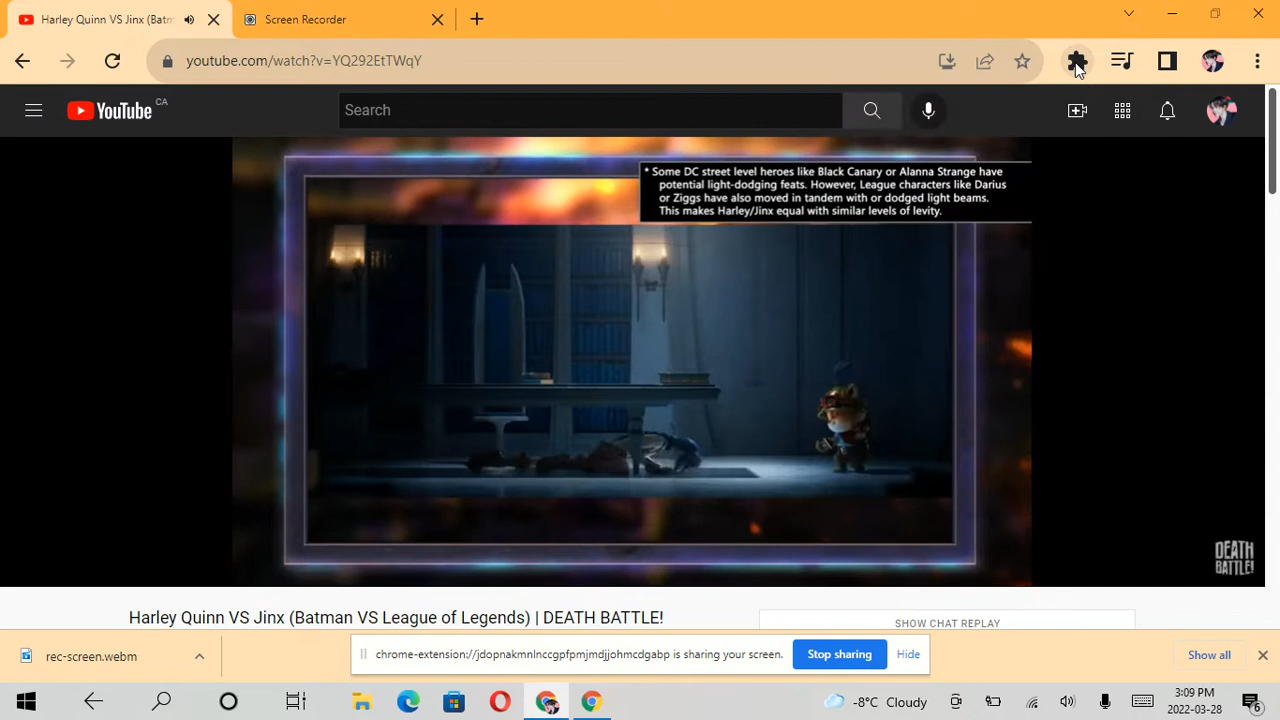 Harley Quinn VS Jinx (Batm
Screen Recorder
youtube.com/watch?v=YQ292EtTWqY
YouTube CA
Search
* Some DC street level heroes like Black Canary or Alanna Strange have
potential light-dodging feats. However, League characters like Darius
or Ziggs have also moved in tandem with or dodged light beams.
This makes Harley/Jinx equal with similar levels of levity.
DEATH
BATTLE!
Harley Quinn VS Jinx (Batman VS League of Legends) | DEATH BATTLE!
SHOW CHAT REPLAY
rec-screen.webm
chrome-extension://jdopnakmnlnccgpfpmjmdjjohmcdgabp is sharing your screen.
Stop sharing
Hide
Show all
-8°C Cloudy
3:09 PM
2022-03-28
6